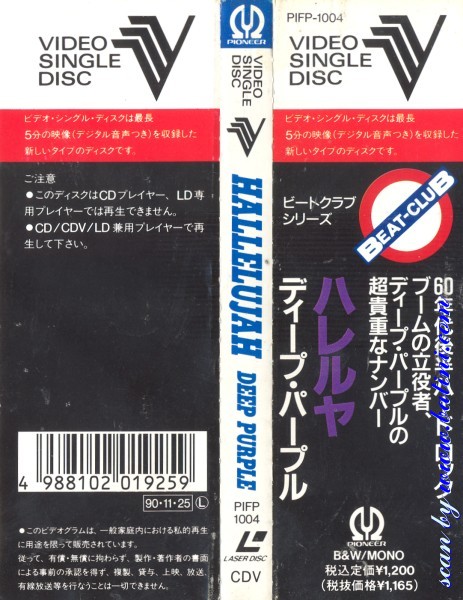 VIDEO
SINGLE
DISC
ビデオ・シングル・ディスクは最長
5分の映像(デジタル音声つき)を収録した
新しいタイプのディスクです。
ご注意
●このディスクはCDプレイヤー、LD専
用プレイヤーでは再生できません。
●CD/CDV/LD兼用プレイヤーで再
生して下さい。
4 988102 019259
90・11・25 Ⓛ
●このビデオグラムは、一般家庭内における私的再生
に用途を限って販売されています。
従って、有償・無償に拘わらず、製作・著作者の書面
による事前の承認を得ず、複製、貸与、上映、放送、
有線放送等を行なうことはできません。
PIONEER
VIDEO
SINGLE
DISC
HALLELUJAH
DEEP PURPLE
PIFP
1004
LASER DISC
CDV
PIFP-1004
VIDEO
SINGLE
DISC
ビデオ・シングル・ディスクは最長
5分の映像(デジタル音声つき)を収録した
新しいタイプのディスクです。
ビートクラブ
シリーズ
BEAT-CLUB
60
ブームの立役者
ディープ・パープルの
超貴重なナンバー
ハレルヤ
ディープ・パープル
PIONEER
B&W/MONO
税込定価¥1,200
(税抜価格¥1,165)
scan by www.batera.com